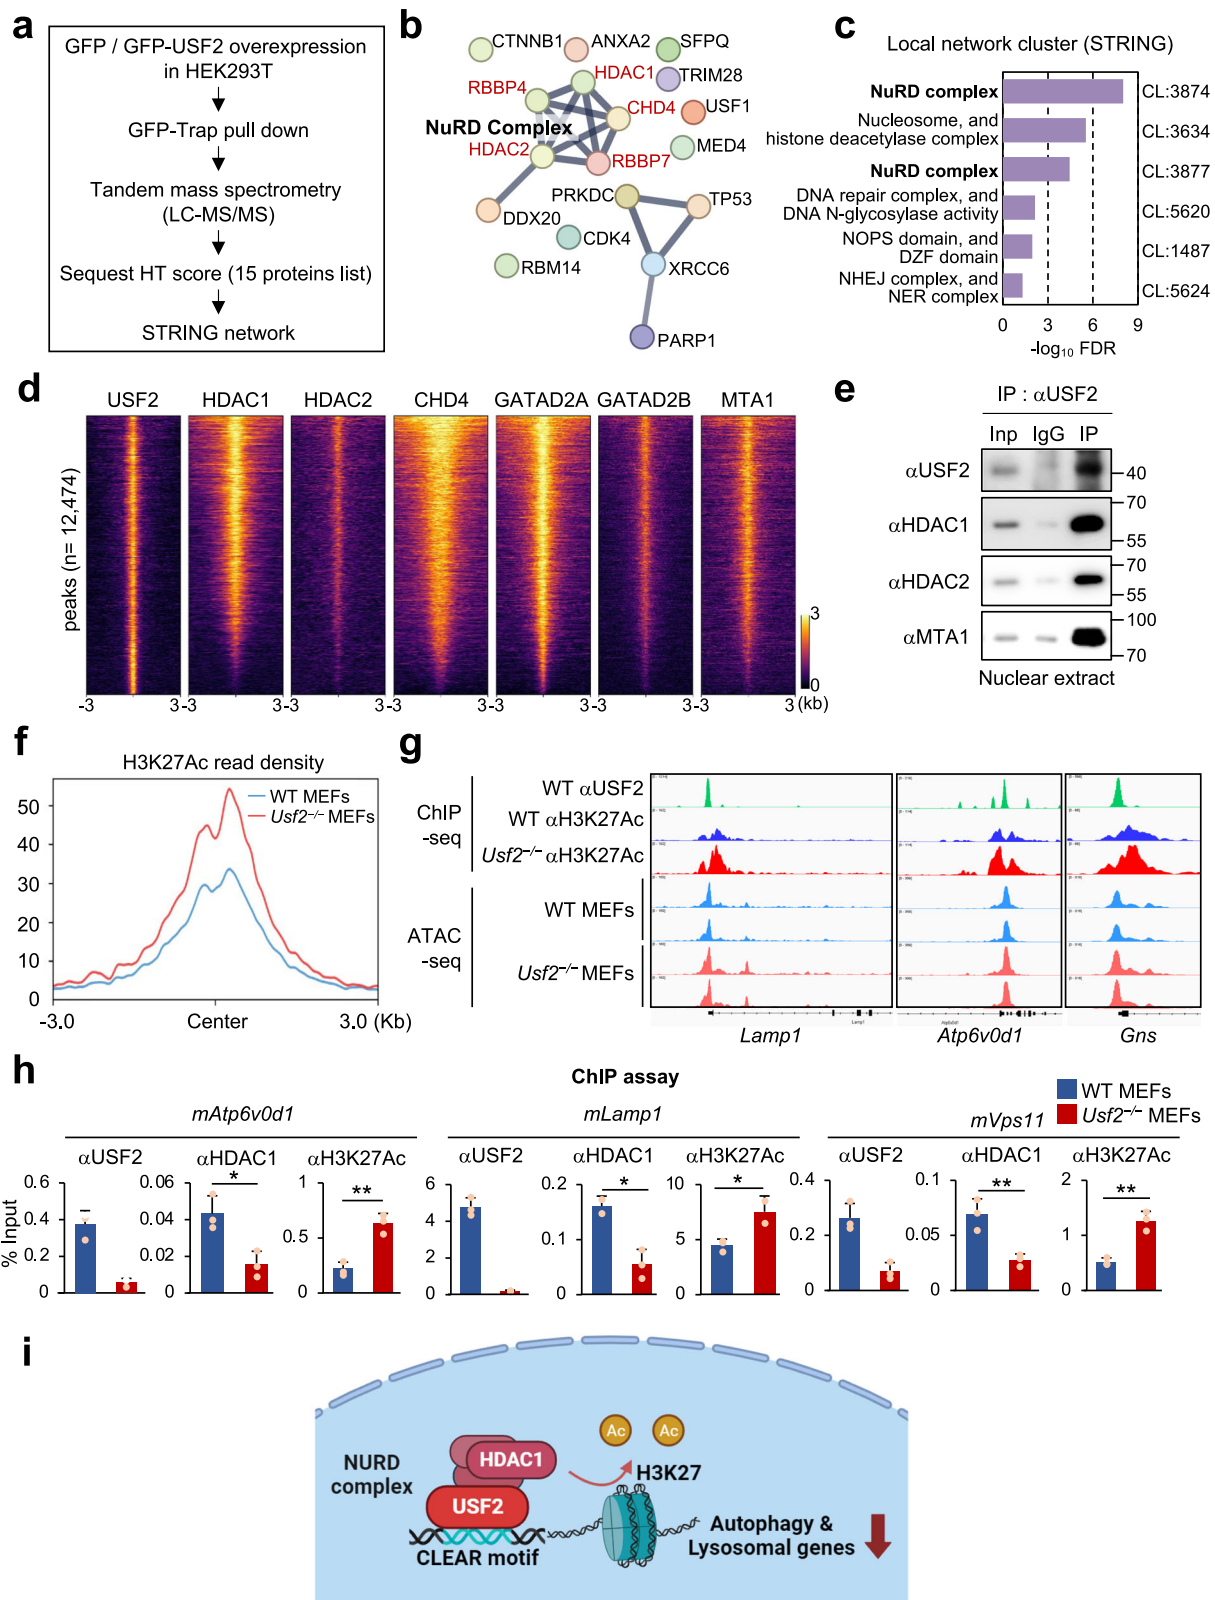 a
GFP / GFP-USF2 overexpression
in HEK293T
GFP-Trap pull down
Tandem mass spectrometry
(LC-MS/MS)
Sequest HT score (15 proteins list)
STRING network
b
CTNNB1
ANXA2
SFPQ
HDAC1
TRIM28
RBBP4
CHD4
USF1
NuRD Complex
HDAC2
RBBP7
MED4
PRKDC
TP53
DDX20
CDK4
RBM14
XRCC6
PARP1
c
Local network cluster (STRING)
NuRD complex
CL:3874
Nucleosome, and
histone deacetylase complex
CL:3634
NuRD complex
CL:3877
DNA repair complex, and
DNA N-glycosylase activity
CL:5620
NOPS domain, and
DZF domain
CL:1487
NHEJ complex, and
NER complex
CL:5624
0 3 6 9
-log₁₀ FDR
d
USF2 HDAC1 HDAC2 CHD4 GATAD2A GATAD2B MTA1
peaks (n= 12,474)
3
0
-3 3 -3 3 -3 3 -3 3 -3 3 -3 3 -3 3 (kb)
e
IP : αUSF2
Inp IgG IP
αUSF2
40
αHDAC1
70
55
αHDAC2
70
55
αMTA1
100
70
Nuclear extract
f
H3K27Ac read density
WT MEFs
Usf2⁻/⁻ MEFs
50
40
30
20
10
0
-3.0 Center 3.0 (Kb)
g
ChIP
-seq
WT αUSF2
WT αH3K27Ac
Usf2⁻/⁻ αH3K27Ac
ATAC
-seq
WT MEFs
Usf2⁻/⁻ MEFs
Lamp1
Lamp1 Atp6v0d1 Gns
h
ChIP assay
WT MEFs
Usf2⁻/⁻ MEFs
mAtp6v0d1
mLamp1
mVps11
αUSF2 αHDAC1 αH3K27Ac αUSF2 αHDAC1 αH3K27Ac αUSF2 αHDAC1 αH3K27Ac
% Input
0.6
0.4
0.2
0
0.06
0.04
0.02
0
*
1
0.5
0
**
6
4
2
0
0.2
0.1
0
*
10
5
0
*
0.4
0.2
0
0.1
0.05
0
**
2
1
0
**
i
Ac Ac
NURD
complex
HDAC1
H3K27
USF2
CLEAR motif
Autophagy &
Lysosomal genes